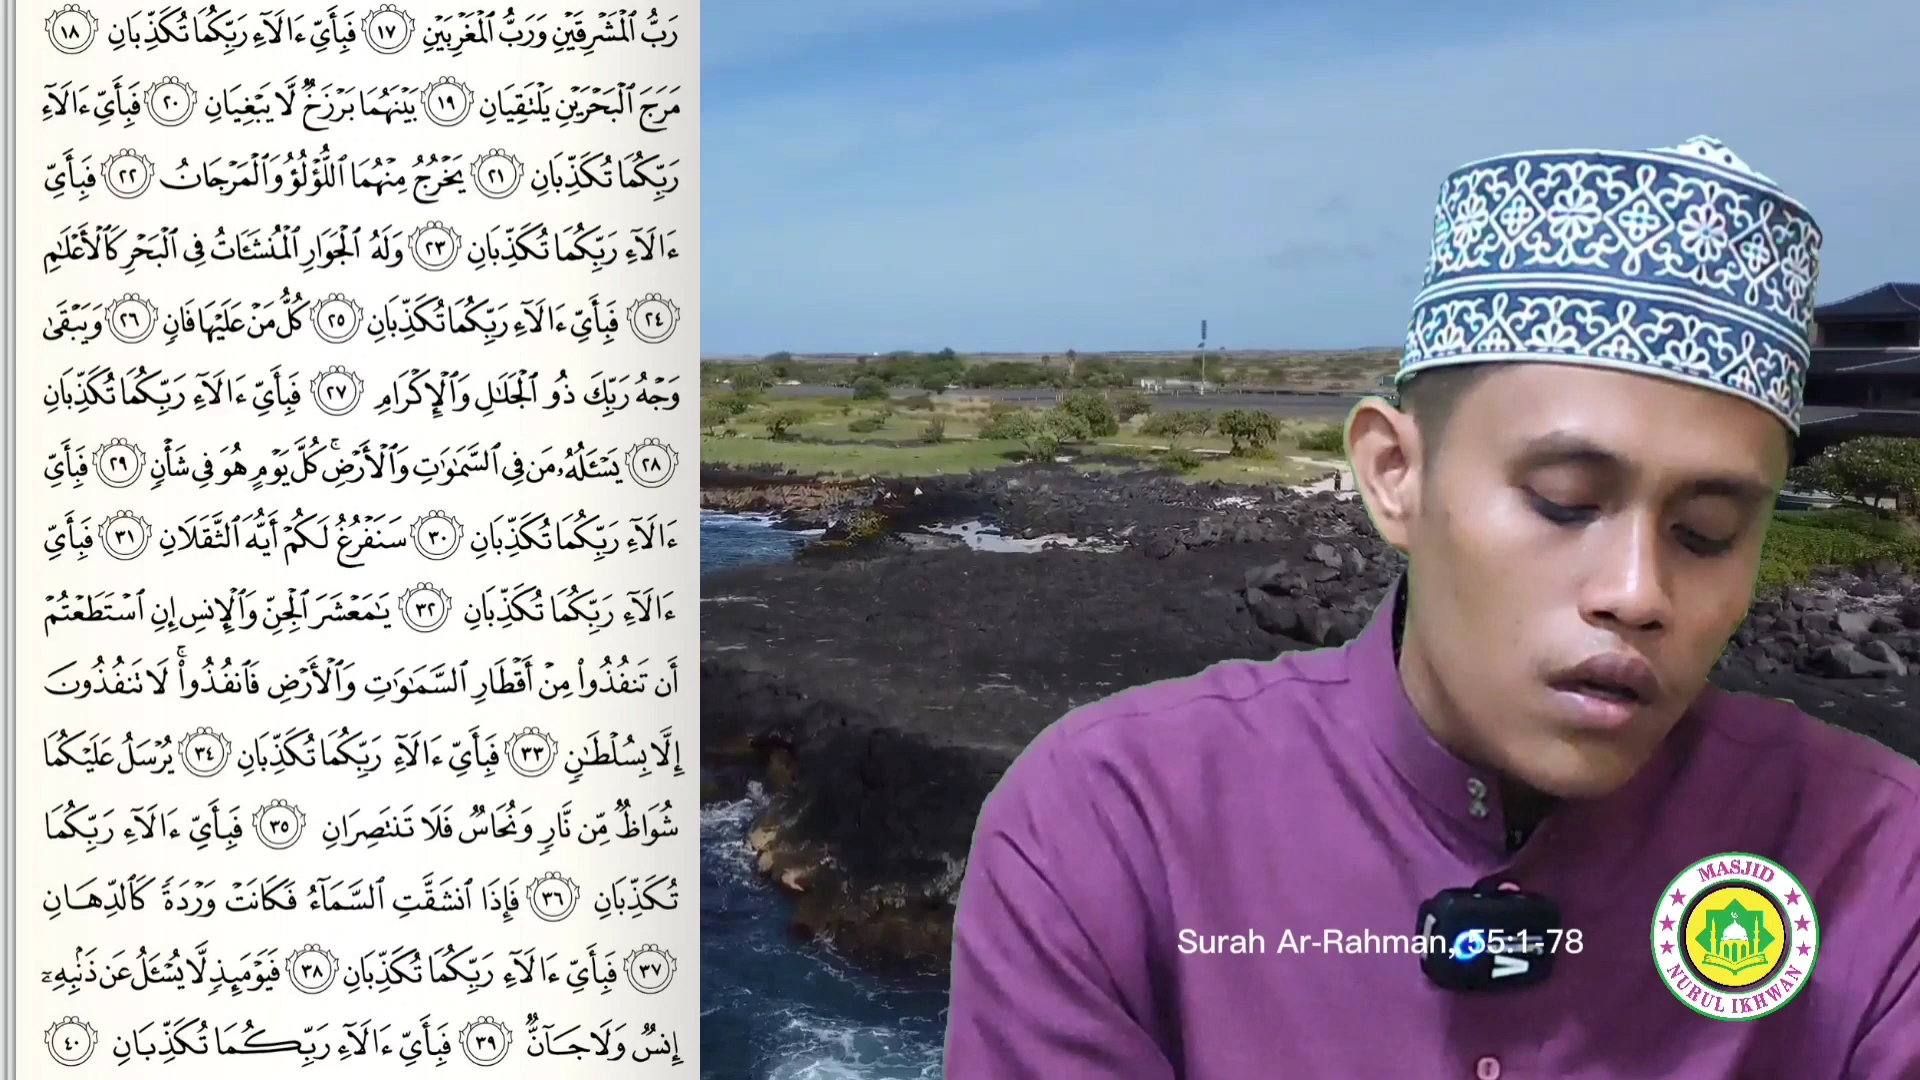 رَبُّ ٱلْمَشْرِقَيْنِ وَرَبُّ ٱلْمَغْرِبَيْنِ ١٧ فَبِأَيِّ ءَالَآءِ رَبِّكُمَا تُكَذِّبَانِ ١٨
مَرَجَ ٱلْبَحْرَيْنِ يَلْتَقِيَانِ ١٩ بَيْنَهُمَا بَرْزَخٌ لَّا يَبْغِيَانِ ٢٠ فَبِأَيِّ ءَالَآءِ
رَبِّكُمَا تُكَذِّبَانِ ٢١ يَخْرُجُ مِنْهُمَا ٱللُّؤْلُؤُ وَٱلْمَرْجَانُ ٢٢ فَبِأَيِّ
ءَالَآءِ رَبِّكُمَا تُكَذِّبَانِ ٢٣ وَلَهُ ٱلْجَوَارِ ٱلْمُنشَـَٔاتُ فِى ٱلْبَحْرِ كَٱلْأَعْلَٰمِ
٢٤ فَبِأَيِّ ءَالَآءِ رَبِّكُمَا تُكَذِّبَانِ ٢٥ كُلُّ مَنْ عَلَيْهَا فَانٍ ٢٦ وَيَبْقَىٰ
وَجْهُ رَبِّكَ ذُو ٱلْجَلَٰلِ وَٱلْإِكْرَامِ ٢٧ فَبِأَيِّ ءَالَآءِ رَبِّكُمَا تُكَذِّبَانِ
٢٨ يَسْـَٔلُهُۥ مَن فِى ٱلسَّمَٰوَٰتِ وَٱلْأَرْضِ ۚ كُلَّ يَوْمٍ هُوَ فِى شَأْنٍ ٢٩ فَبِأَيِّ
ءَالَآءِ رَبِّكُمَا تُكَذِّبَانِ ٣٠ سَنَفْرُغُ لَكُمْ أَيُّهَ ٱلثَّقَلَانِ ٣١ فَبِأَيِّ
ءَالَآءِ رَبِّكُمَا تُكَذِّبَانِ ٣٢ يَٰمَعْشَرَ ٱلْجِنِّ وَٱلْإِنسِ إِنِ ٱسْتَطَعْتُمْ
أَن تَنفُذُوا۟ مِنْ أَقْطَارِ ٱلسَّمَٰوَٰتِ وَٱلْأَرْضِ فَٱنفُذُوا۟ ۚ لَا تَنفُذُونَ
إِلَّا بِسُلْطَٰنٍ ٣٣ فَبِأَيِّ ءَالَآءِ رَبِّكُمَا تُكَذِّبَانِ ٣٤ يُرْسَلُ عَلَيْكُمَا
شُوَاظٌ مِّن نَّارٍ وَنُحَاسٌ فَلَا تَنتَصِرَانِ ٣٥ فَبِأَيِّ ءَالَآءِ رَبِّكُمَا
تُكَذِّبَانِ ٣٦ فَإِذَا ٱنشَقَّتِ ٱلسَّمَآءُ فَكَانَتْ وَرْدَةً كَٱلدِّهَانِ
٣٧ فَبِأَيِّ ءَالَآءِ رَبِّكُمَا تُكَذِّبَانِ ٣٨ فَيَوْمَئِذٍ لَّا يُسْـَٔلُ عَن ذَنۢبِهِۦٓ
إِنسٌ وَلَا جَآنٌّ ٣٩ فَبِأَيِّ ءَالَآءِ رَبِّكُمَا تُكَذِّبَانِ ٤٠
Surah Ar-Rahman, 55:1-78
MASJID
NURUL IKHWAN